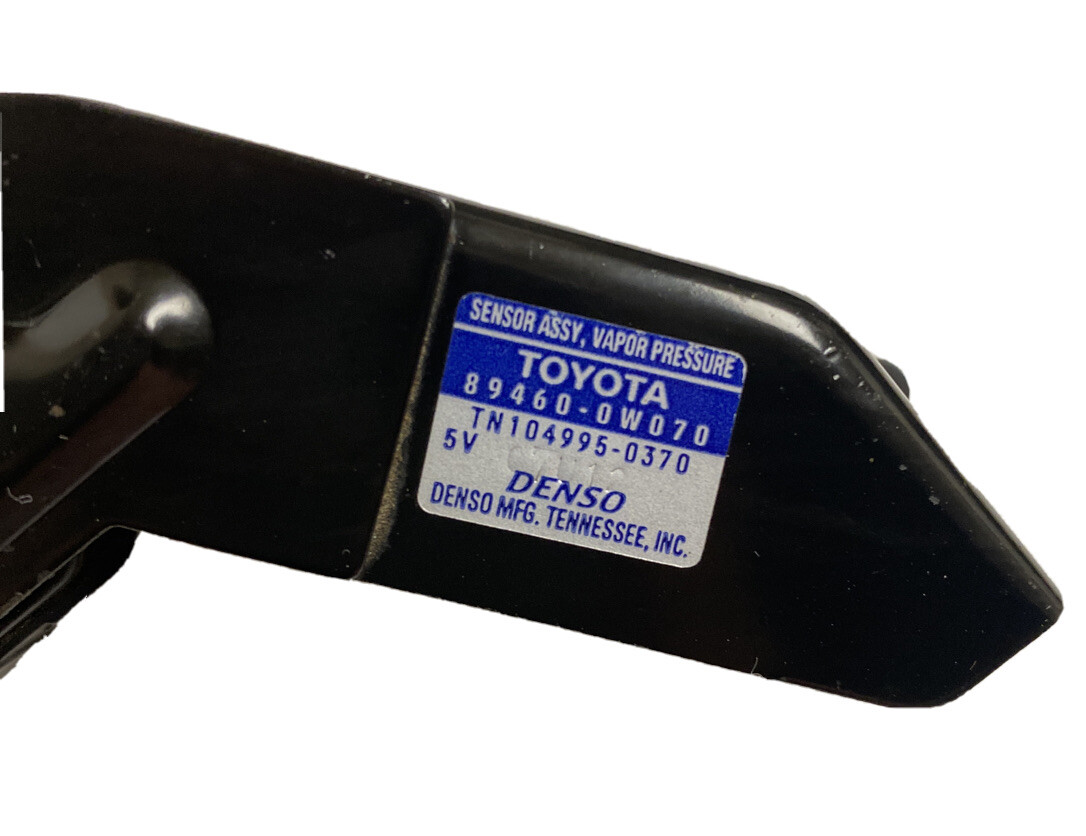 SENSOR ASSY, VAPOR PRESSURE
TOYOTA
89460-0W070
TN104995-0370
5V
DENSO
DENSO MFG. TENNESSEE, INC.